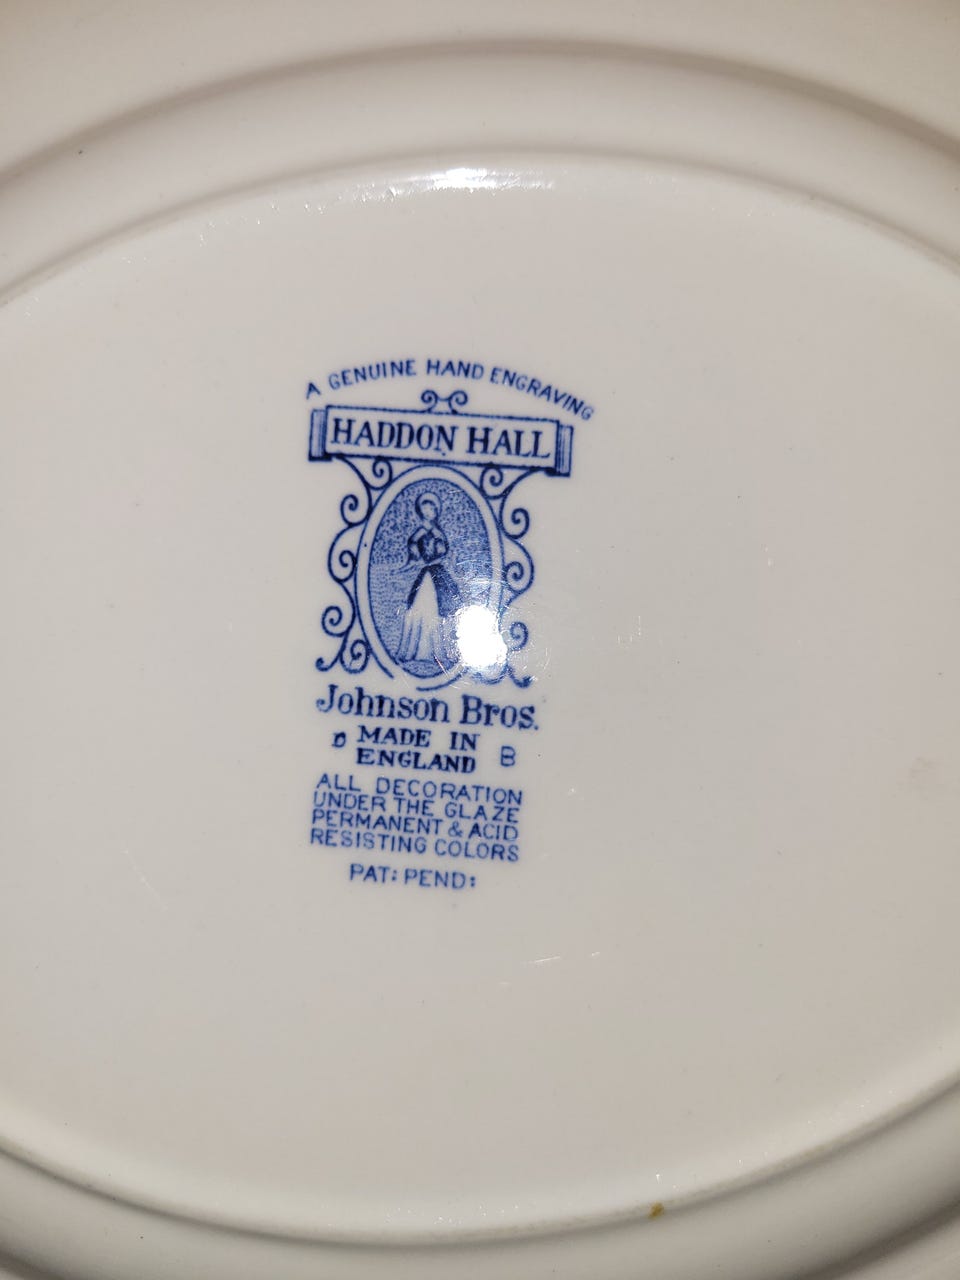 A GENUINE HAND ENGRAVING
HADDON HALL
Johnson Bros.
D MADE IN B
ENGLAND
ALL DECORATION
UNDER THE GLAZE
PERMANENT & ACID
RESISTING COLORS
PAT: PEND: